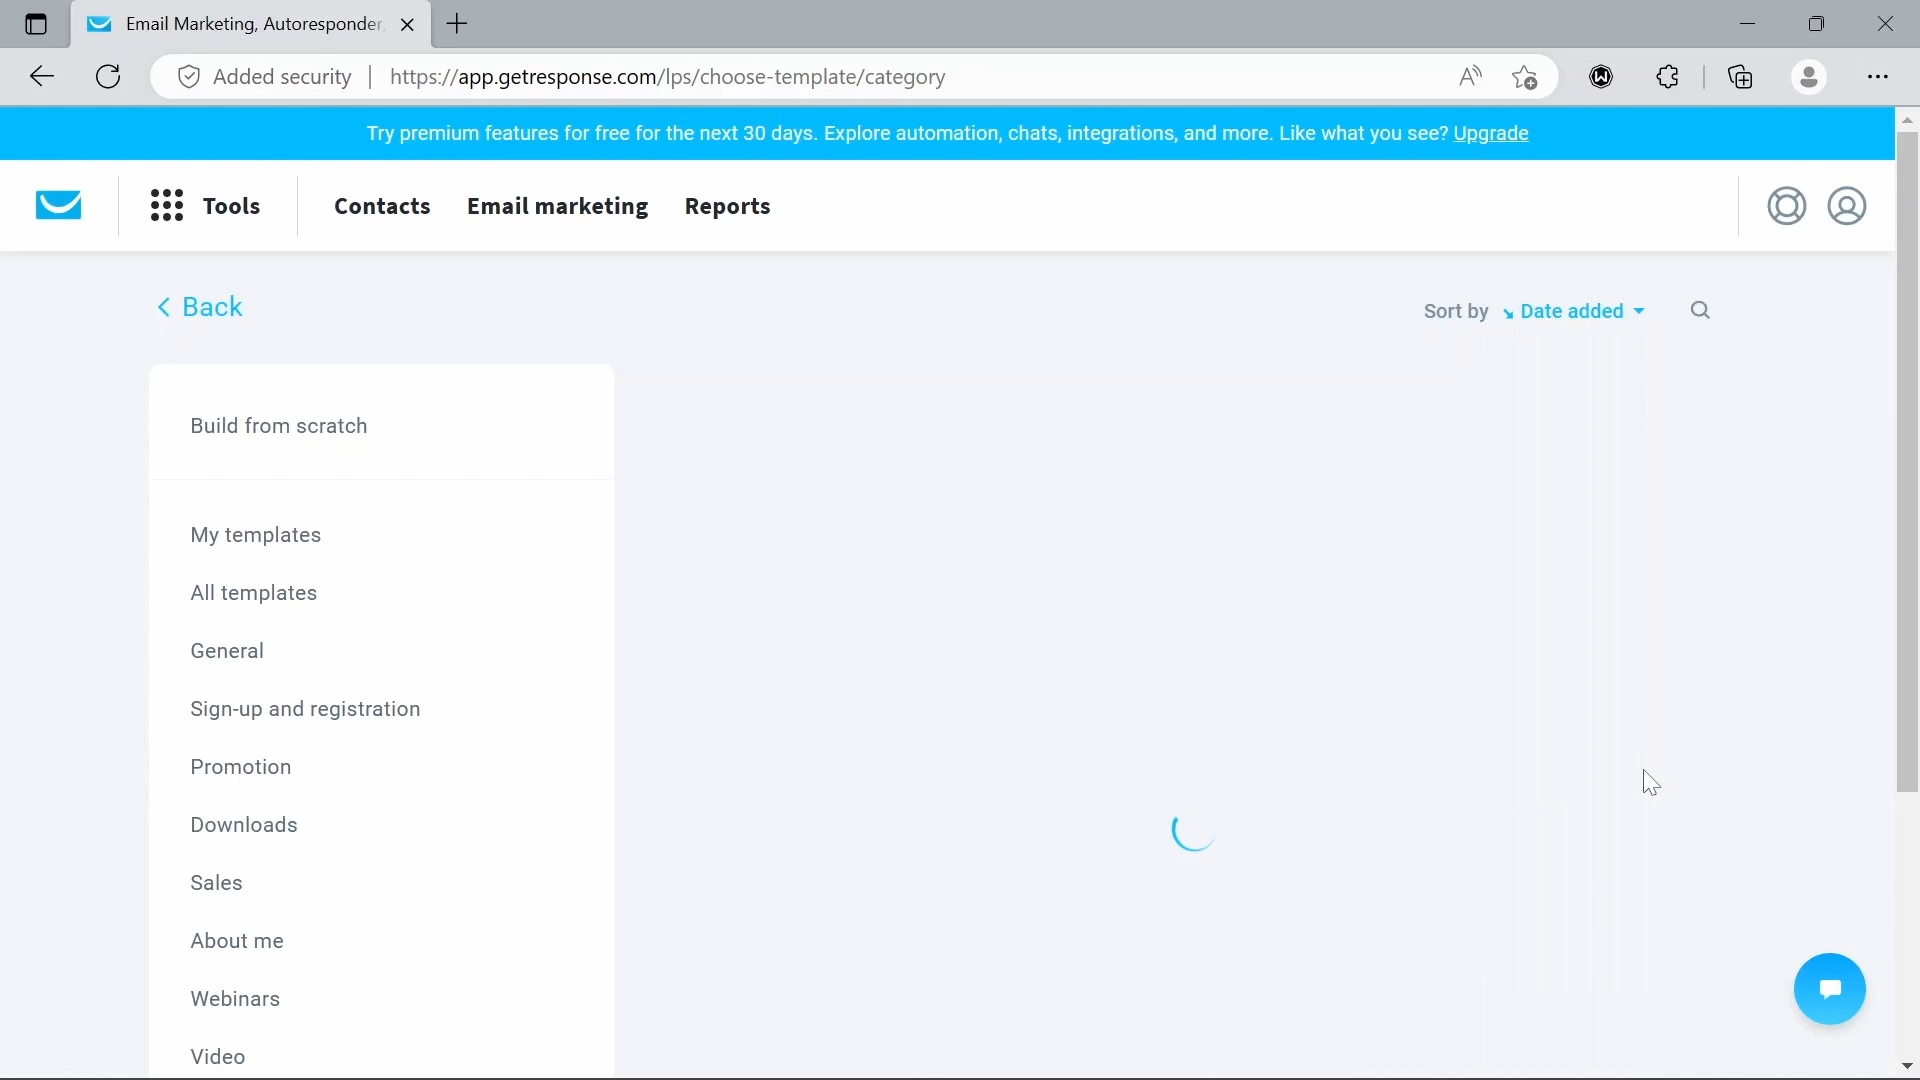 Email Marketing, Autoresponder,
Added security
https://app.getresponse.com/lps/choose-template/category
Try premium features for free for the next 30 days. Explore automation, chats, integrations, and more. Like what you see? Upgrade
Tools
Contacts
Email marketing
Reports
Back
Sort by
Date added
Build from scratch
My templates
All templates
General
Sign-up and registration
Promotion
Downloads
Sales
About me
Webinars
Video